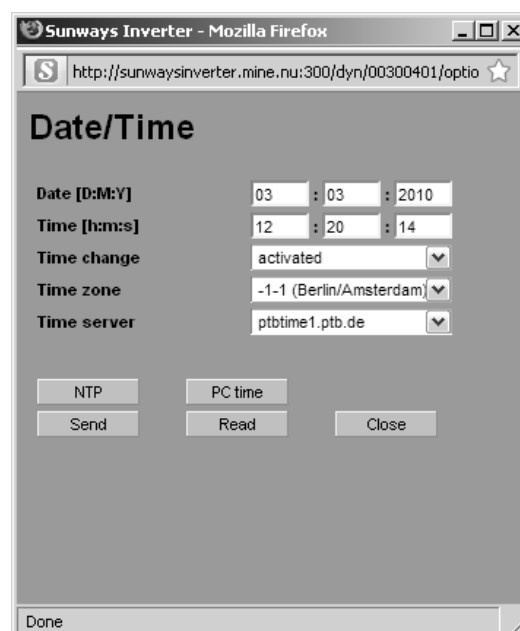 Sunways Inverter - Mozilla Firefox
S http://sunwaysinverter.mine.nu:300/dyn/00300401/optio
Date/Time
Date [D:M:Y] 03 : 03 : 2010
Time [h:m:s] 12 : 20 : 14
Time change activated
Time zone -1-1 (Berlin/Amsterdam)
Time server ptbtime1.ptb.de
NTP PC time
Send Read Close
Done